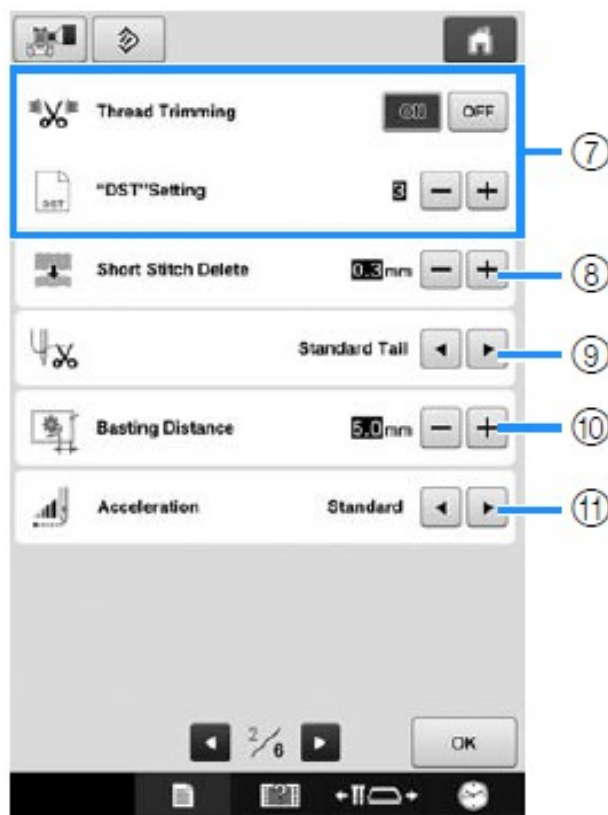 Thread Trimming ON OFF
⑦
DST "DST"Setting 3 − +
Short Stitch Delete 0.3mm − + ⑧
Standard Tail ⑨
Basting Distance 5.0mm − + ⑩
Acceleration Standard ⑪
2/6 OK